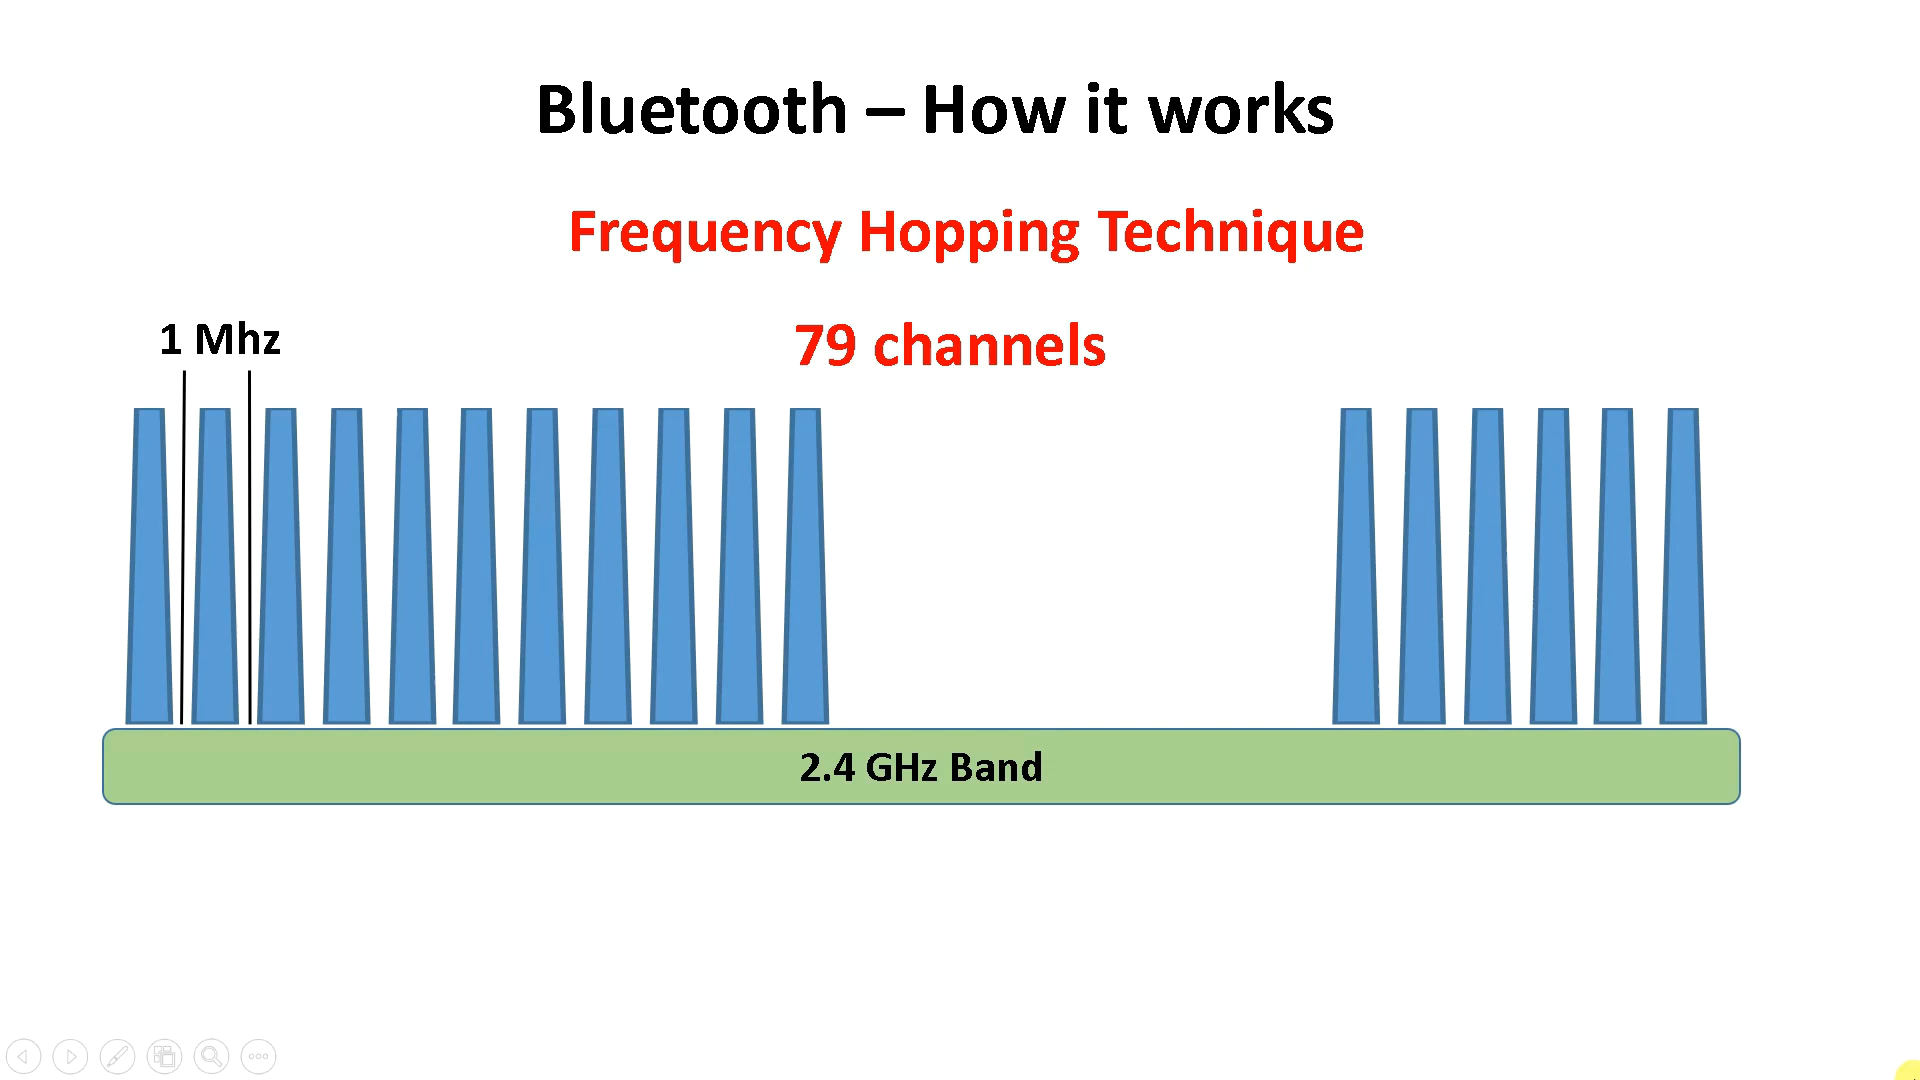 Bluetooth – How it works
Frequency Hopping Technique
1 Mhz
79 channels
2.4 GHz Band